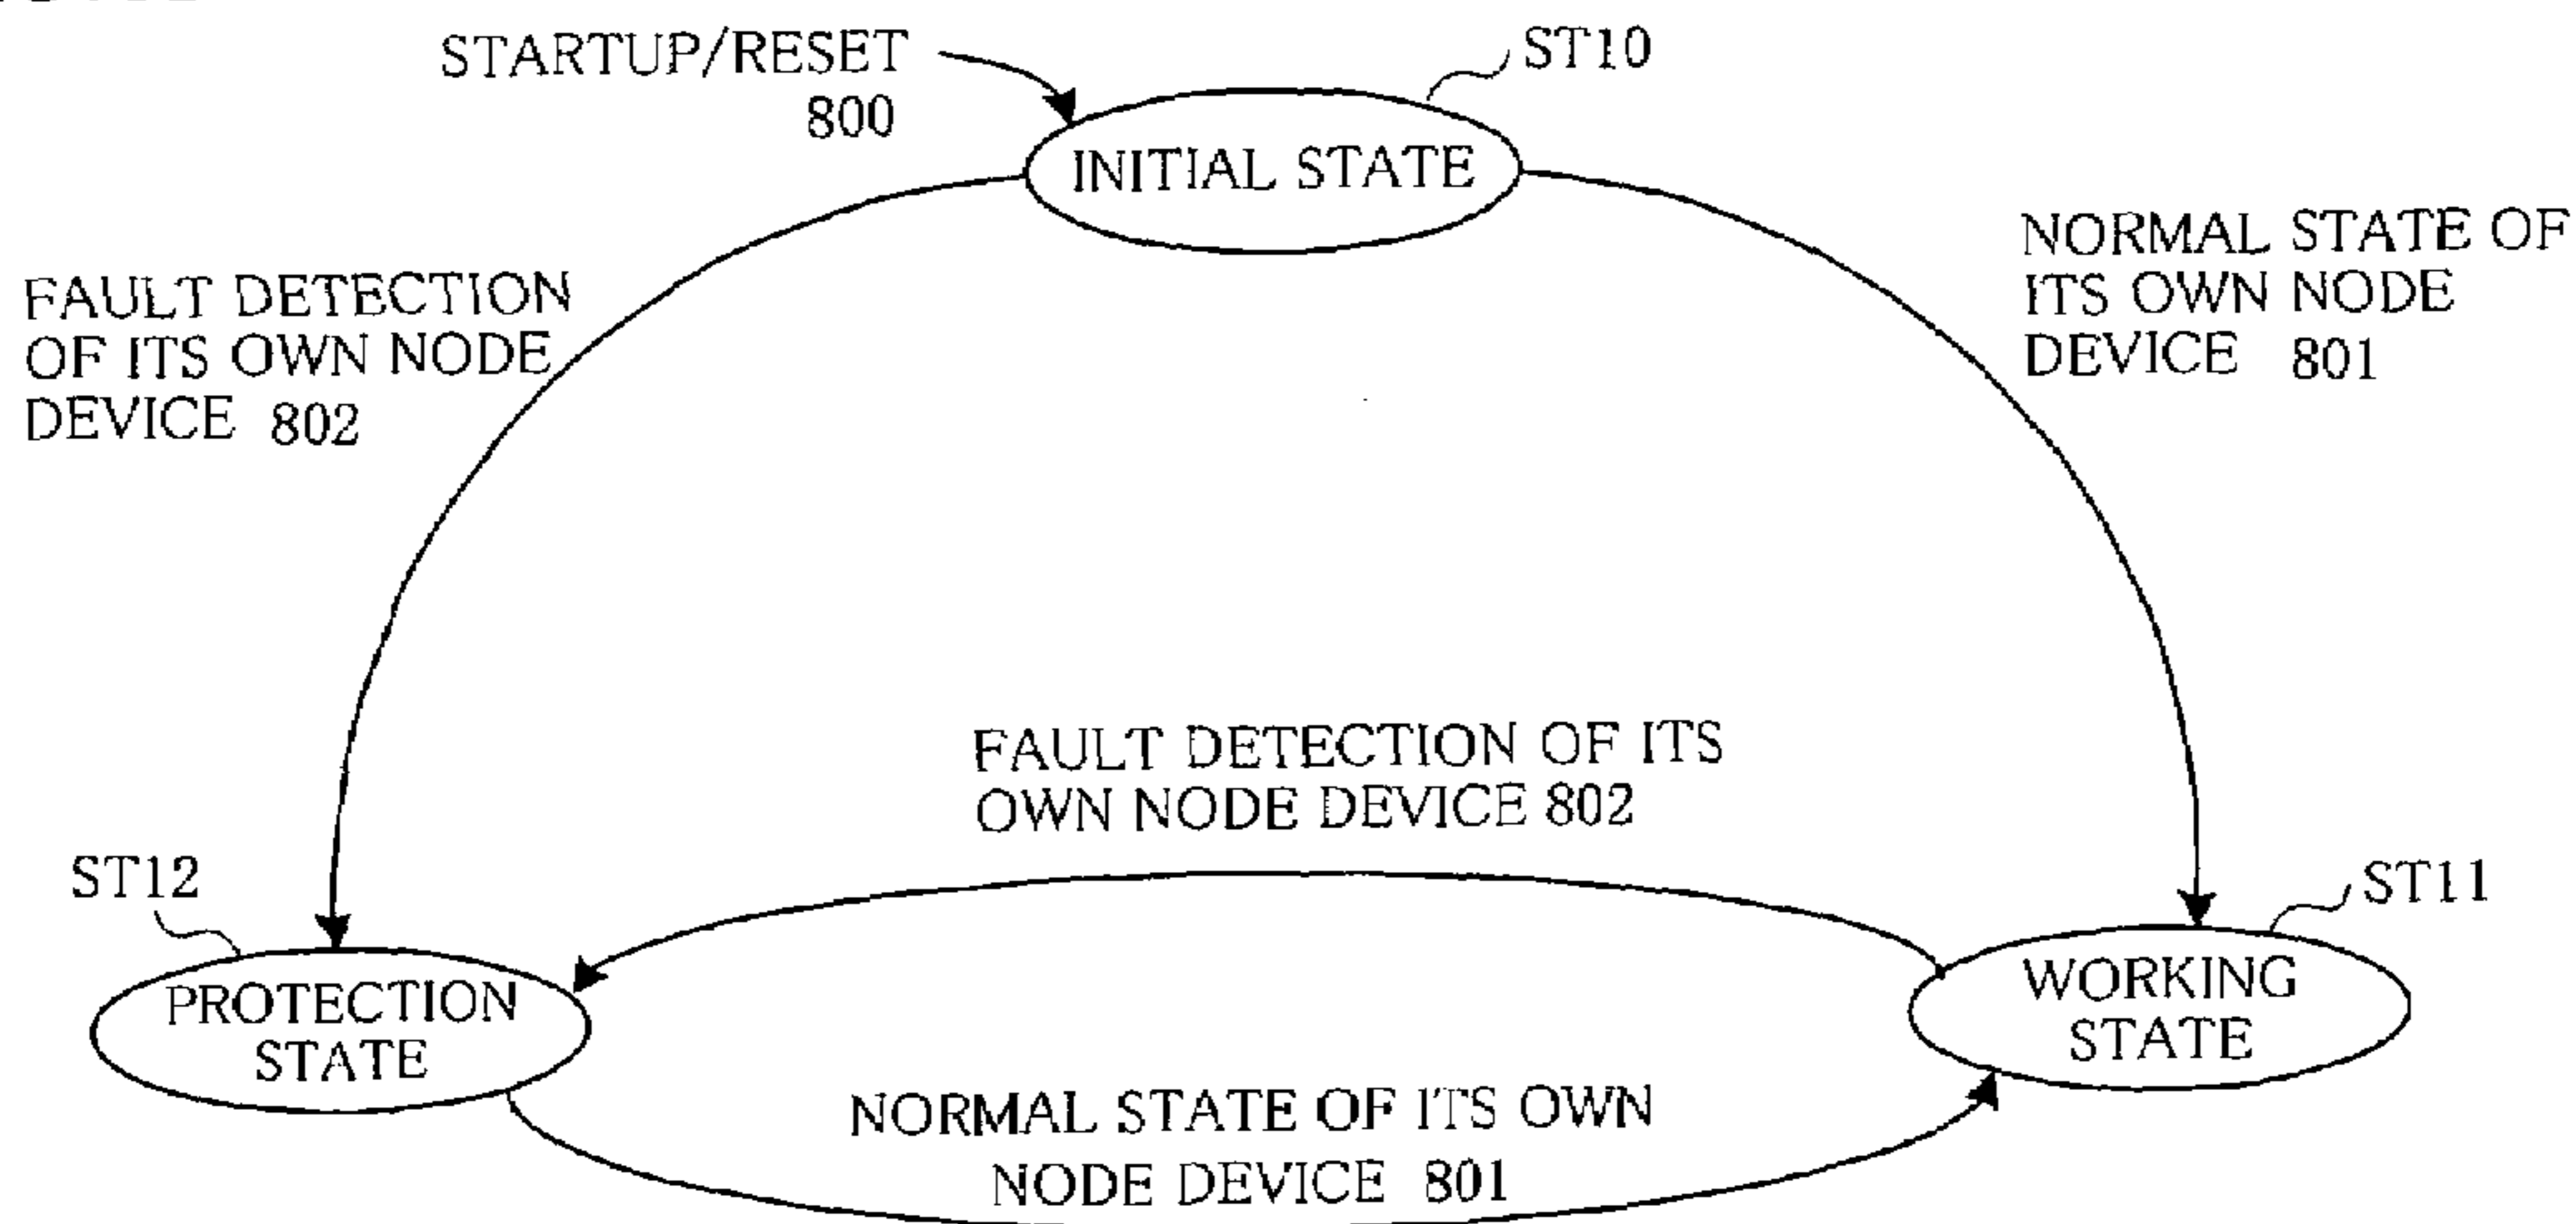 STARTUP/RESET
800
ST10
INITIAL STATE
NORMAL STATE OF
ITS OWN NODE
DEVICE 801
FAULT DETECTION
OF ITS OWN NODE
DEVICE 802
FAULT DETECTION OF ITS
OWN NODE DEVICE 802
ST12
ST11
PROTECTION
STATE
WORKING
STATE
NORMAL STATE OF ITS OWN
NODE DEVICE 801